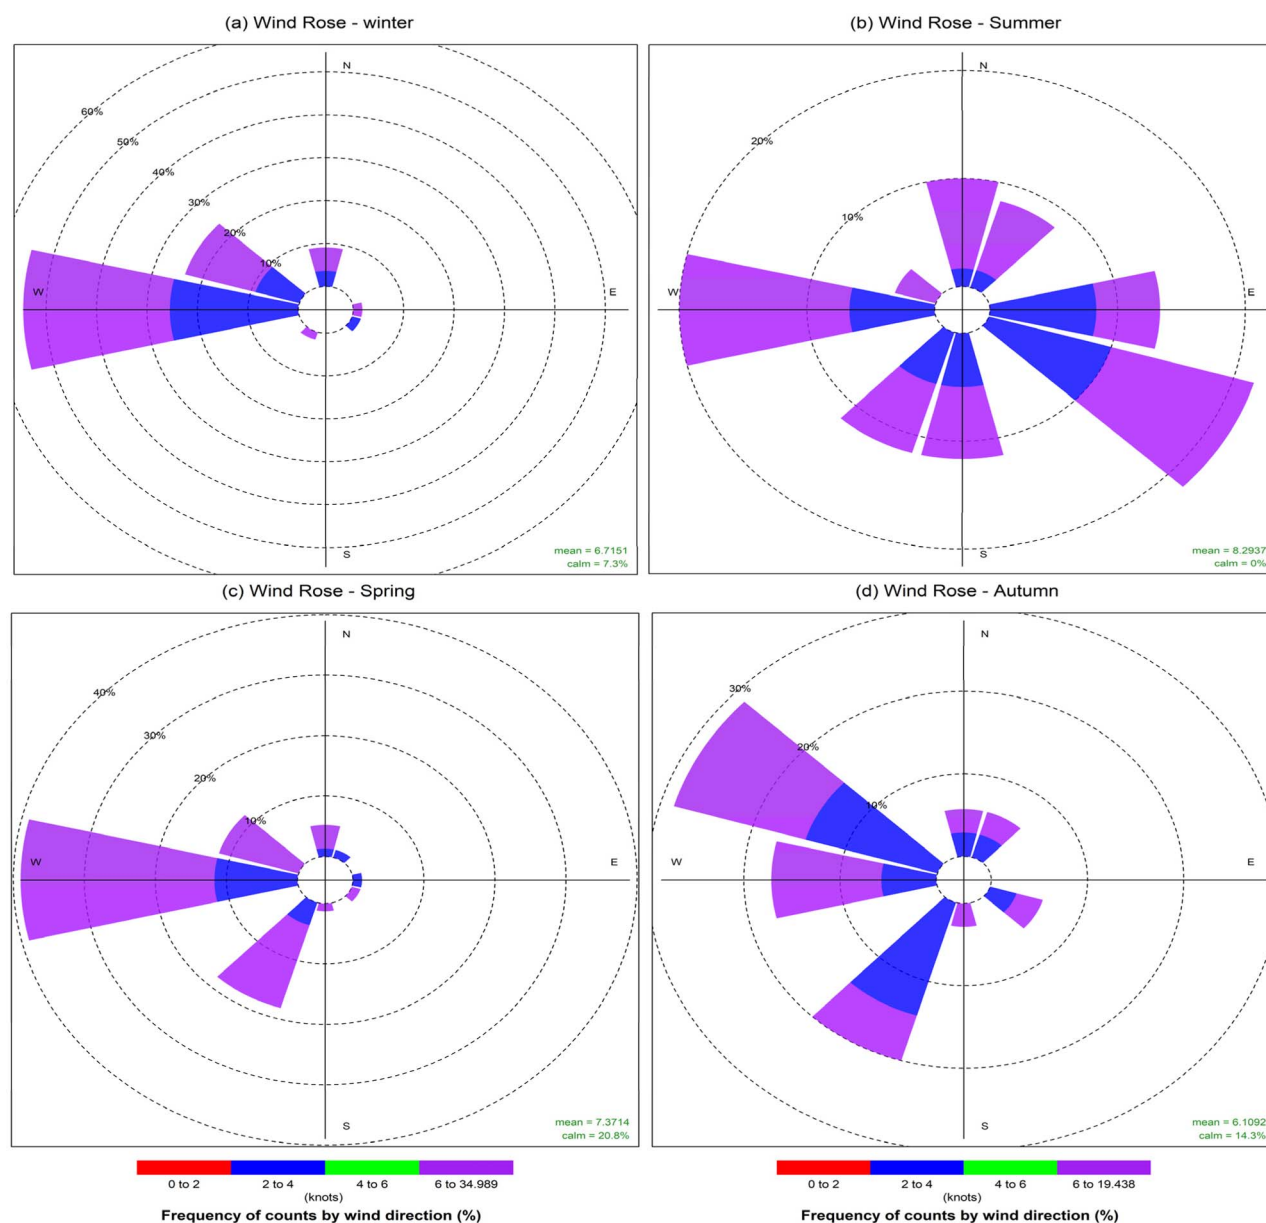 (a) Wind Rose - winter
(b) Wind Rose - Summer
N
60%
50%
40%
30%
20%
10%
W
E
S
mean = 6.7151
calm = 7.3%
N
20%
10%
W
E
S
mean = 8.2937
calm = 0%
(c) Wind Rose - Spring
(d) Wind Rose - Autumn
N
40%
30%
20%
10%
W
E
S
mean = 7.3714
calm = 20.8%
N
30%
20%
10%
W
E
S
mean = 6.1092
calm = 14.3%
0 to 2 2 to 4 4 to 6 6 to 34.989
(knots)
Frequency of counts by wind direction (%)
0 to 2 2 to 4 4 to 6 6 to 19.438
(knots)
Frequency of counts by wind direction (%)